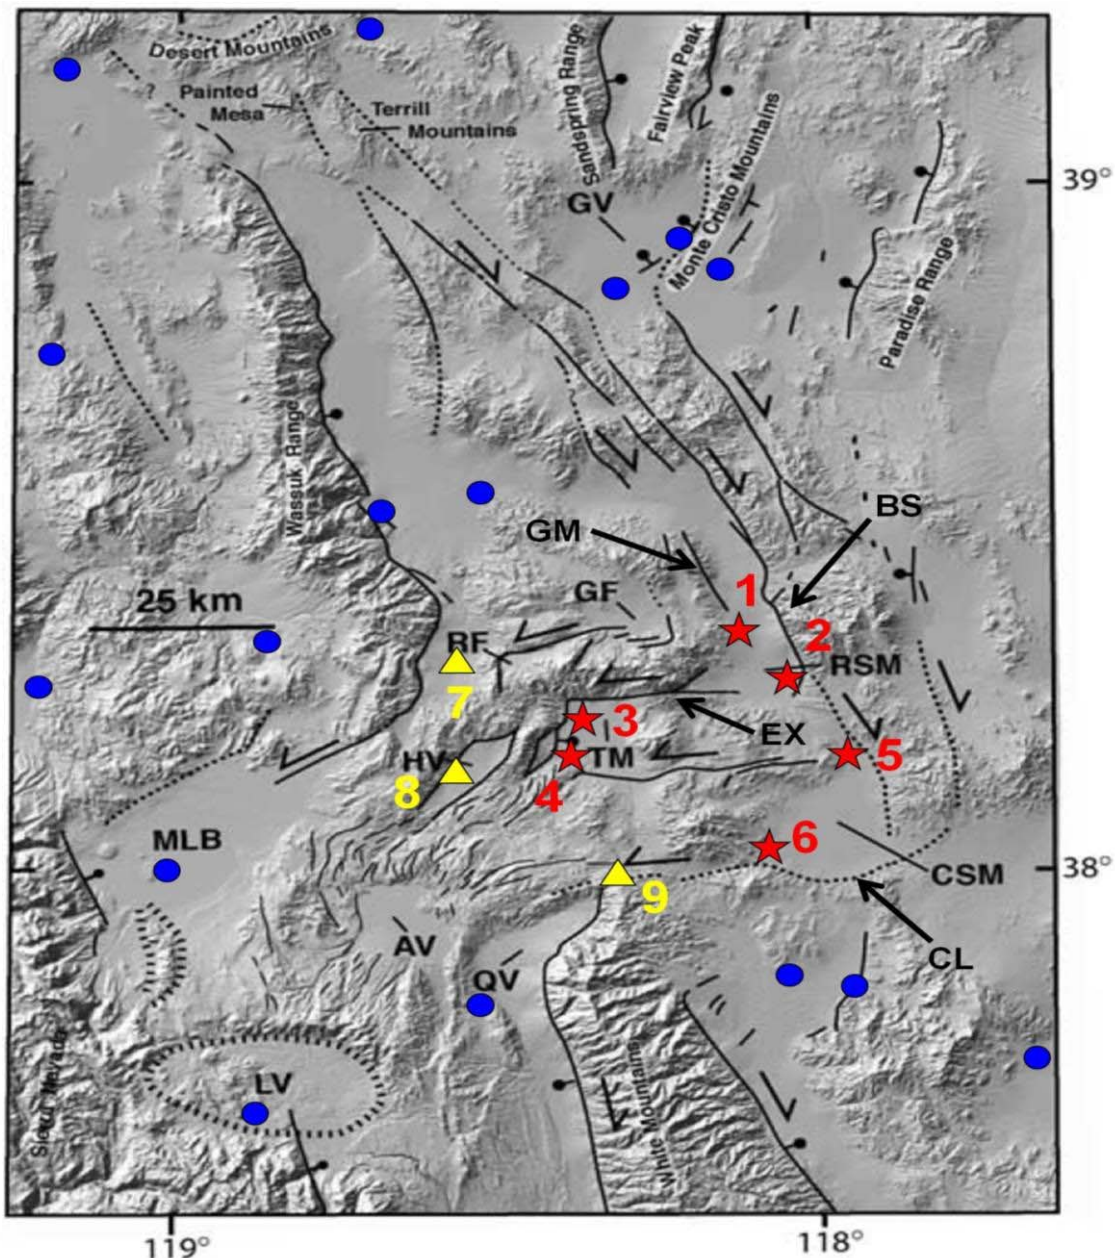 Desert Mountains
?
Painted
Mesa
Terrill
Mountains
Sandspring Range
Fairview Peak
Monte Cristo Mountains
39°
GV
Paradise Range
Wassuk Range
BS
GM
25 km
GF
1
2
RF
RSM
7
3
EX
HV
TM
5
8
4
MLB
6
CSM
38°
9
AV
CL
QV
LV
Sierra Nevada
White Mountains
119°
118°